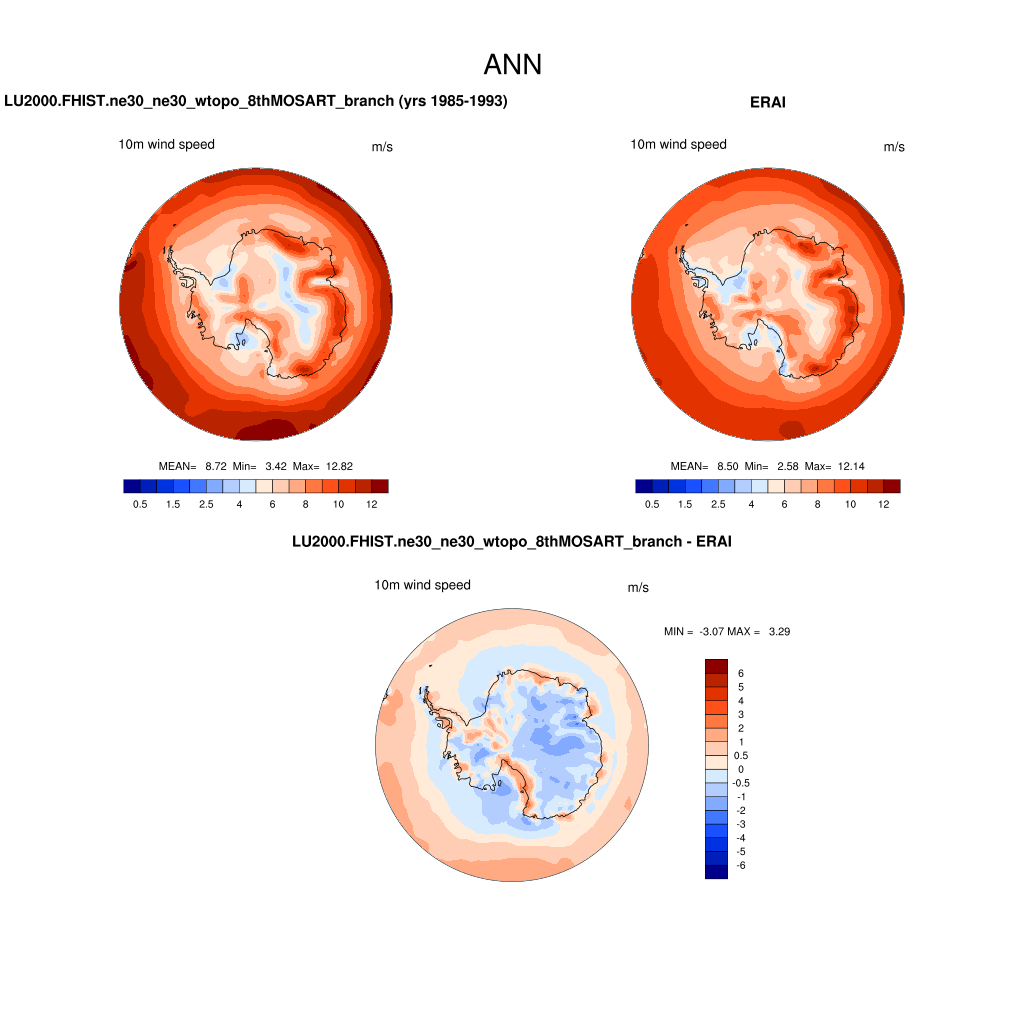 ANN
LU2000.FHIST.ne30_ne30_wtopo_8thMOSART_branch (yrs 1985-1993)
ERAI
10m wind speed m/s
10m wind speed m/s
MEAN= 8.72 Min= 3.42 Max= 12.82
MEAN= 8.50 Min= 2.58 Max= 12.14
0.5 1.5 2.5 4 6 8 10 12
0.5 1.5 2.5 4 6 8 10 12
LU2000.FHIST.ne30_ne30_wtopo_8thMOSART_branch - ERAI
10m wind speed m/s
MIN = -3.07 MAX = 3.29
6
5
4
3
2
1
0.5
0
-0.5
-1
-2
-3
-4
-5
-6